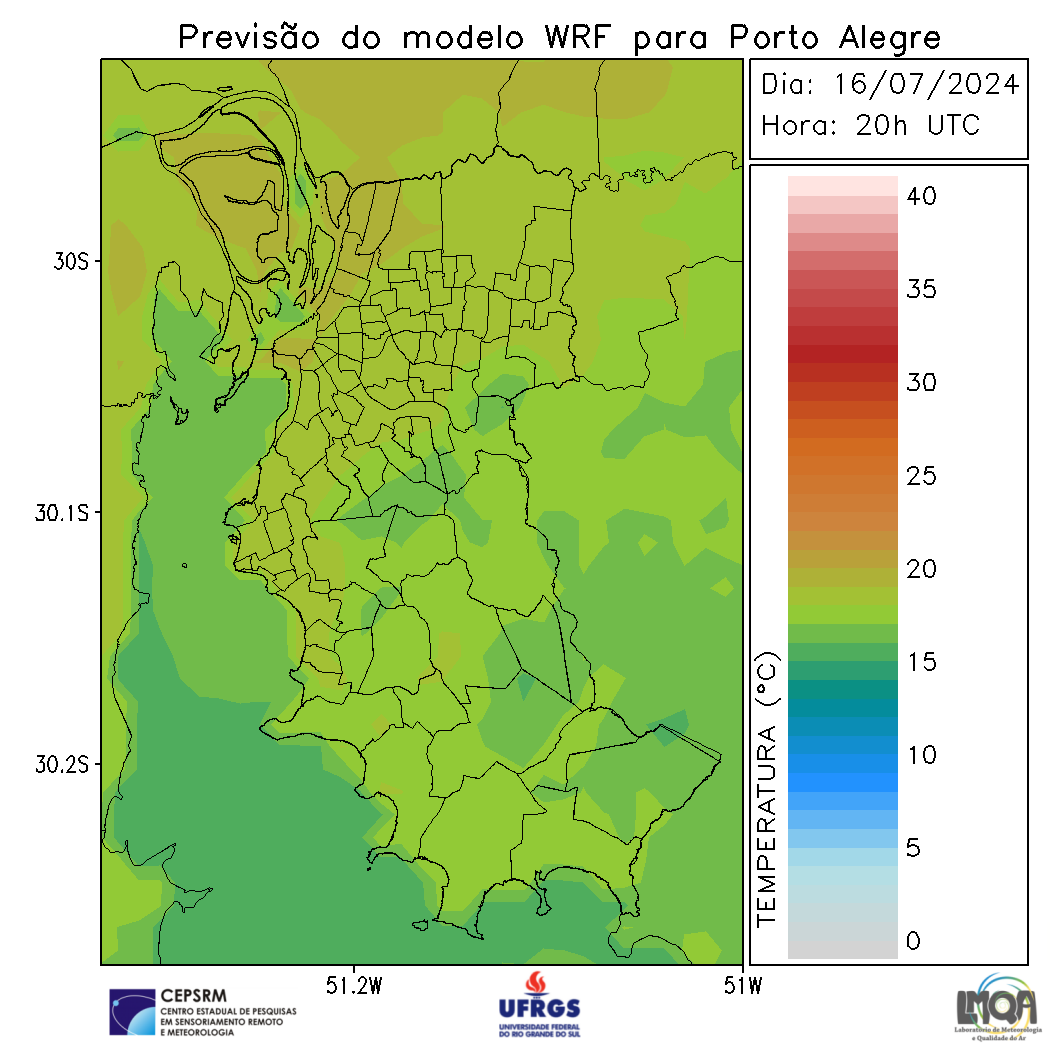 Previsão do modelo WRF para Porto Alegre
Dia: 16/07/2024
Hora: 20h UTC
30S
30.1S
30.2S
51.2W
51W
40
35
30
25
20
15
10
5
0
TEMPERATURA (°C)
CEPSRM
CENTRO ESTADUAL DE PESQUISAS
EM SENSORIAMENTO REMOTO
E METEOROLOGIA
UFRGS
UNIVERSIDADE FEDERAL
DO RIO GRANDE DO SUL
LMQA
Laboratório de Meteorologia
e Qualidade do Ar